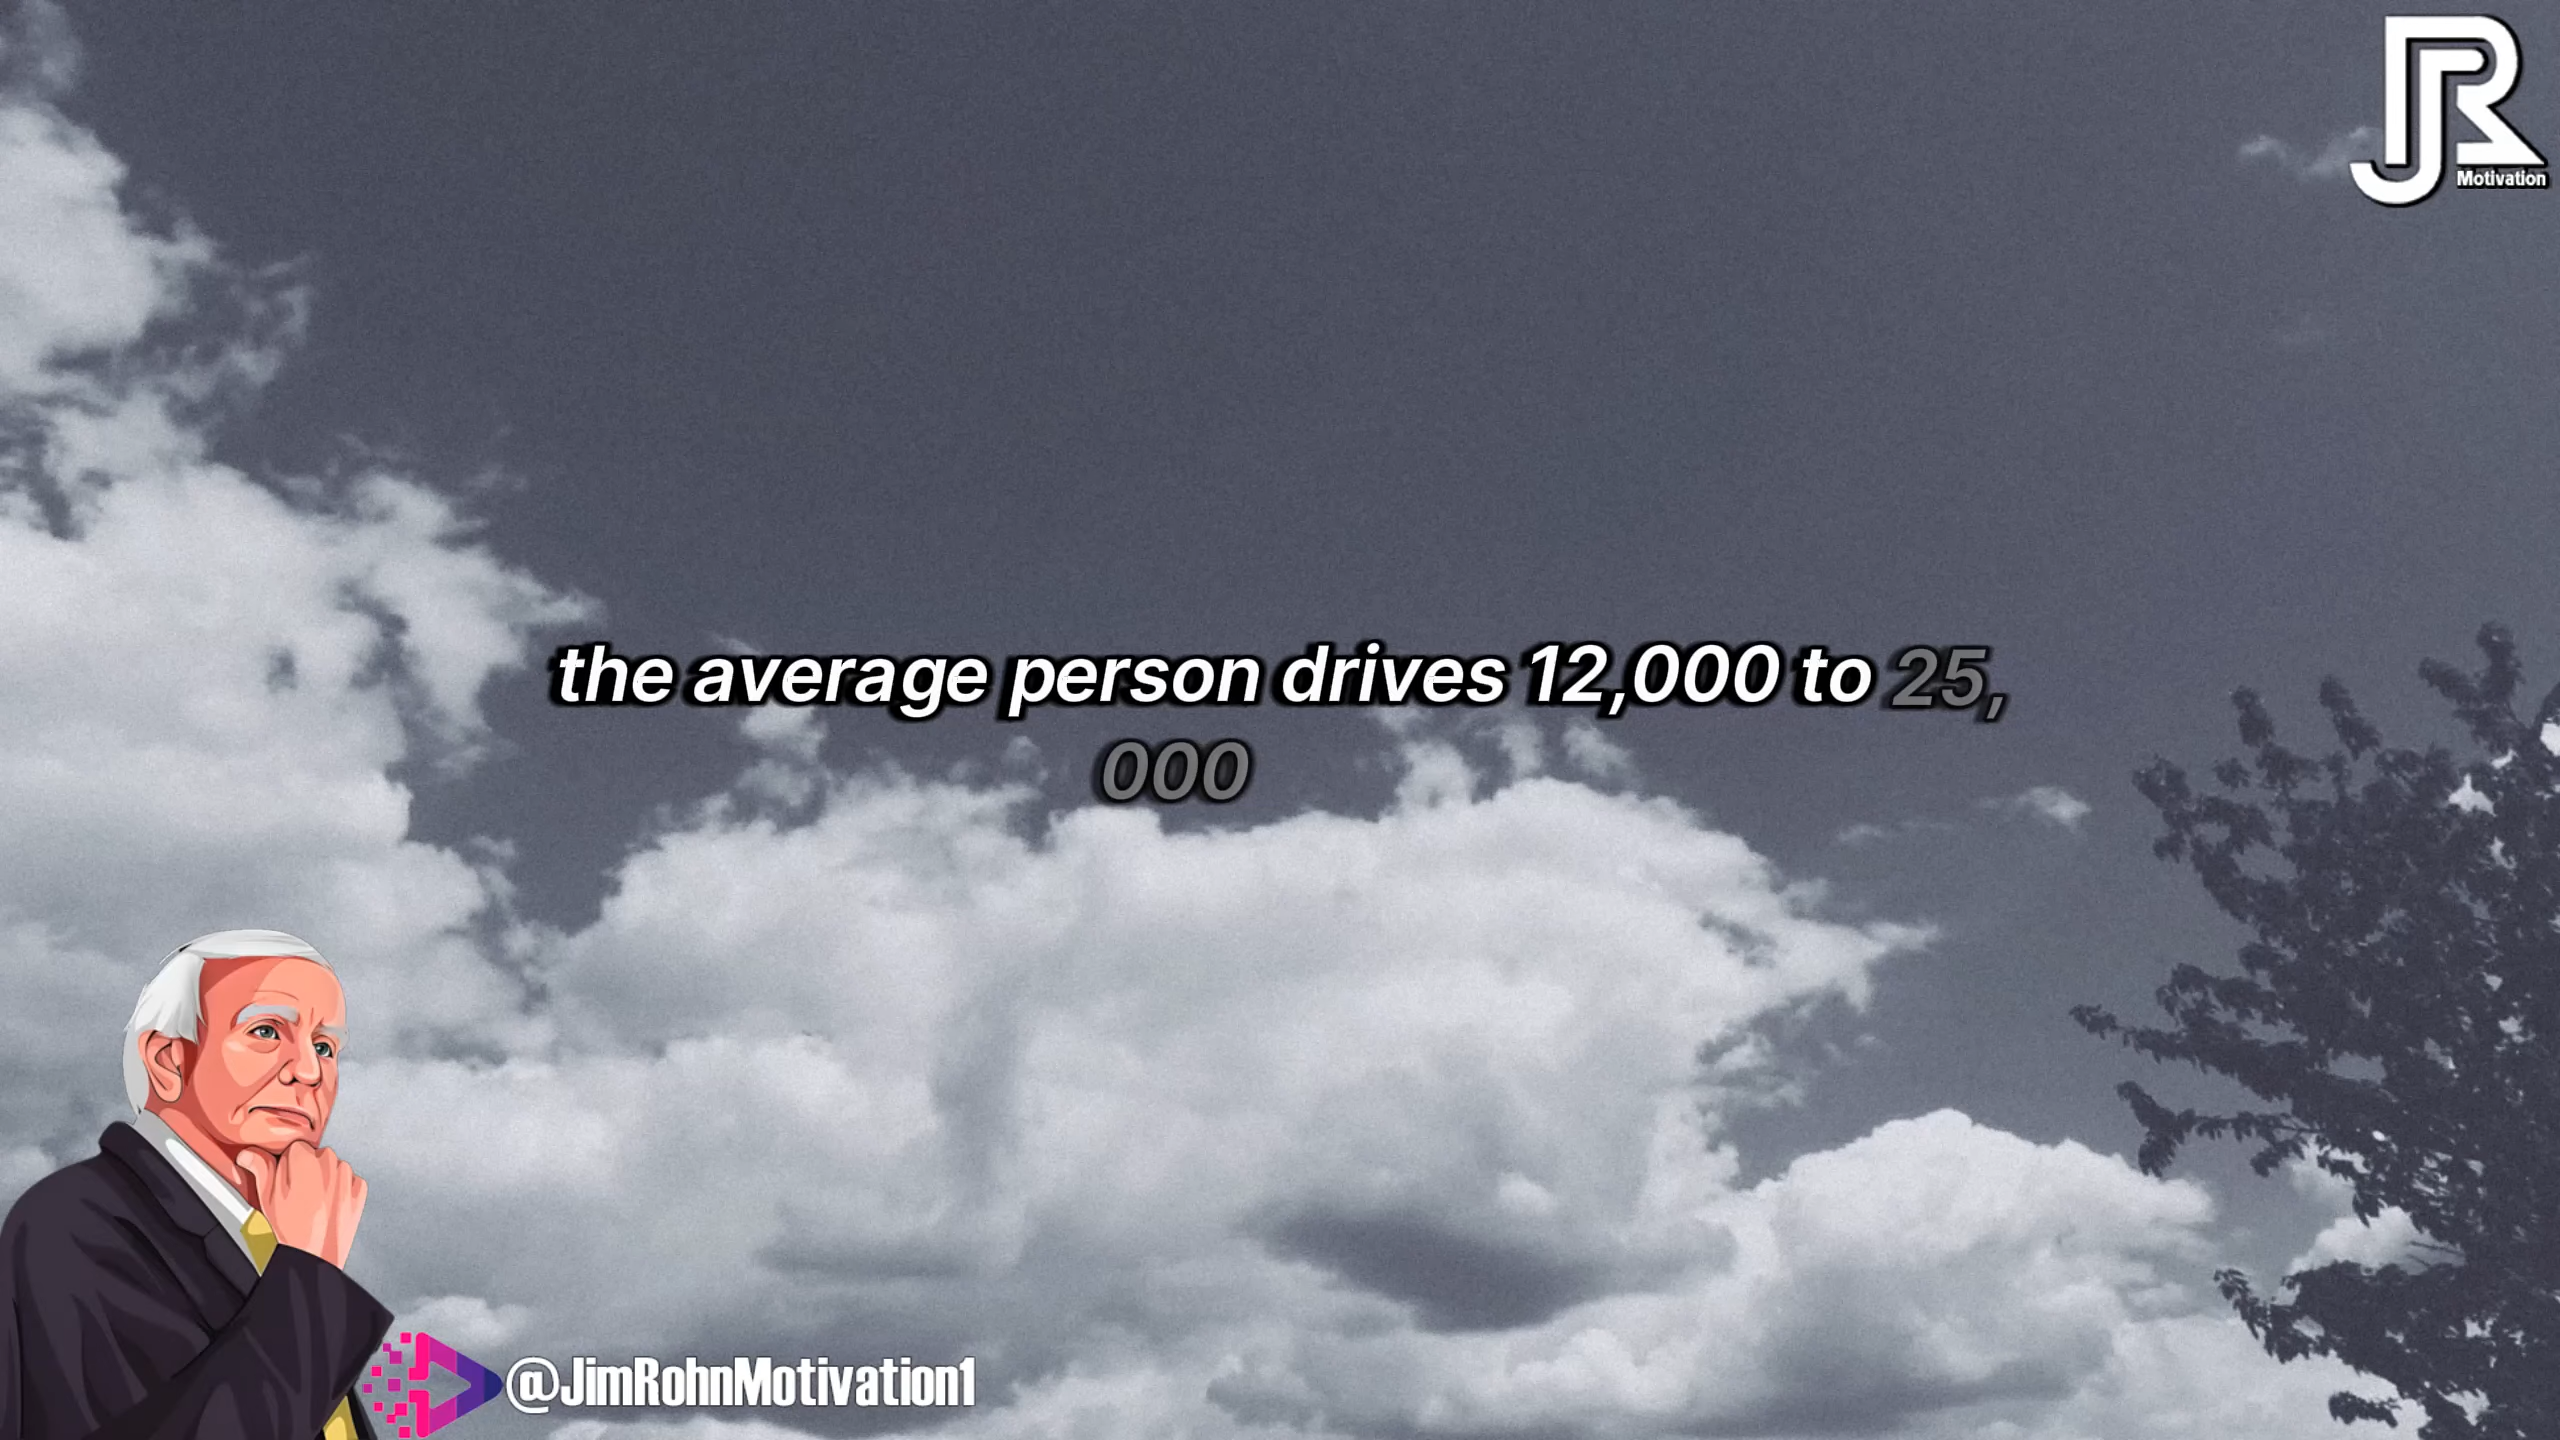 JR
Motivation
the average person drives 12,000 to 25,
000
@JimRohnMotivation1